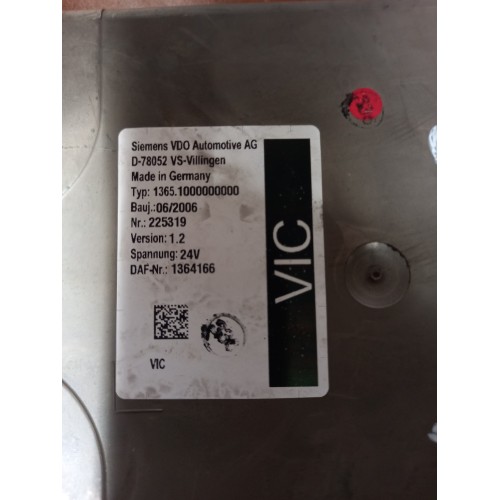 Siemens VDO Automotive AG
D-78052 VS-Villingen
Made in Germany
Typ: 1365.1000000000
Bauj.:06/2006
Nr.: 225319
Version: 1.2
Spannung: 24V
DAF-Nr.: 1364166
VIC
VIC